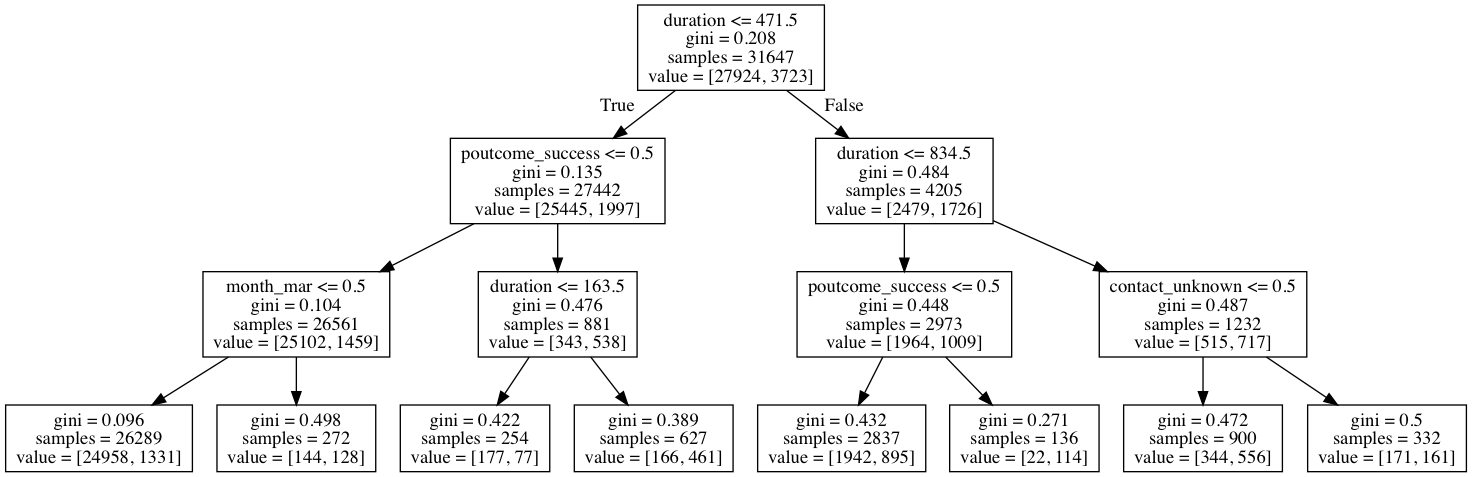 duration <= 471.5
gini = 0.208
samples = 31647
value = [27924, 3723]
True
False
poutcome_success <= 0.5
gini = 0.135
samples = 27442
value = [25445, 1997]
duration <= 834.5
gini = 0.484
samples = 4205
value = [2479, 1726]
month_mar <= 0.5
gini = 0.104
samples = 26561
value = [25102, 1459]
duration <= 163.5
gini = 0.476
samples = 881
value = [343, 538]
poutcome_success <= 0.5
gini = 0.448
samples = 2973
value = [1964, 1009]
contact_unknown <= 0.5
gini = 0.487
samples = 1232
value = [515, 717]
gini = 0.096
samples = 26289
value = [24958, 1331]
gini = 0.498
samples = 272
value = [144, 128]
gini = 0.422
samples = 254
value = [177, 77]
gini = 0.389
samples = 627
value = [166, 461]
gini = 0.432
samples = 2837
value = [1942, 895]
gini = 0.271
samples = 136
value = [22, 114]
gini = 0.472
samples = 900
value = [344, 556]
gini = 0.5
samples = 332
value = [171, 161]